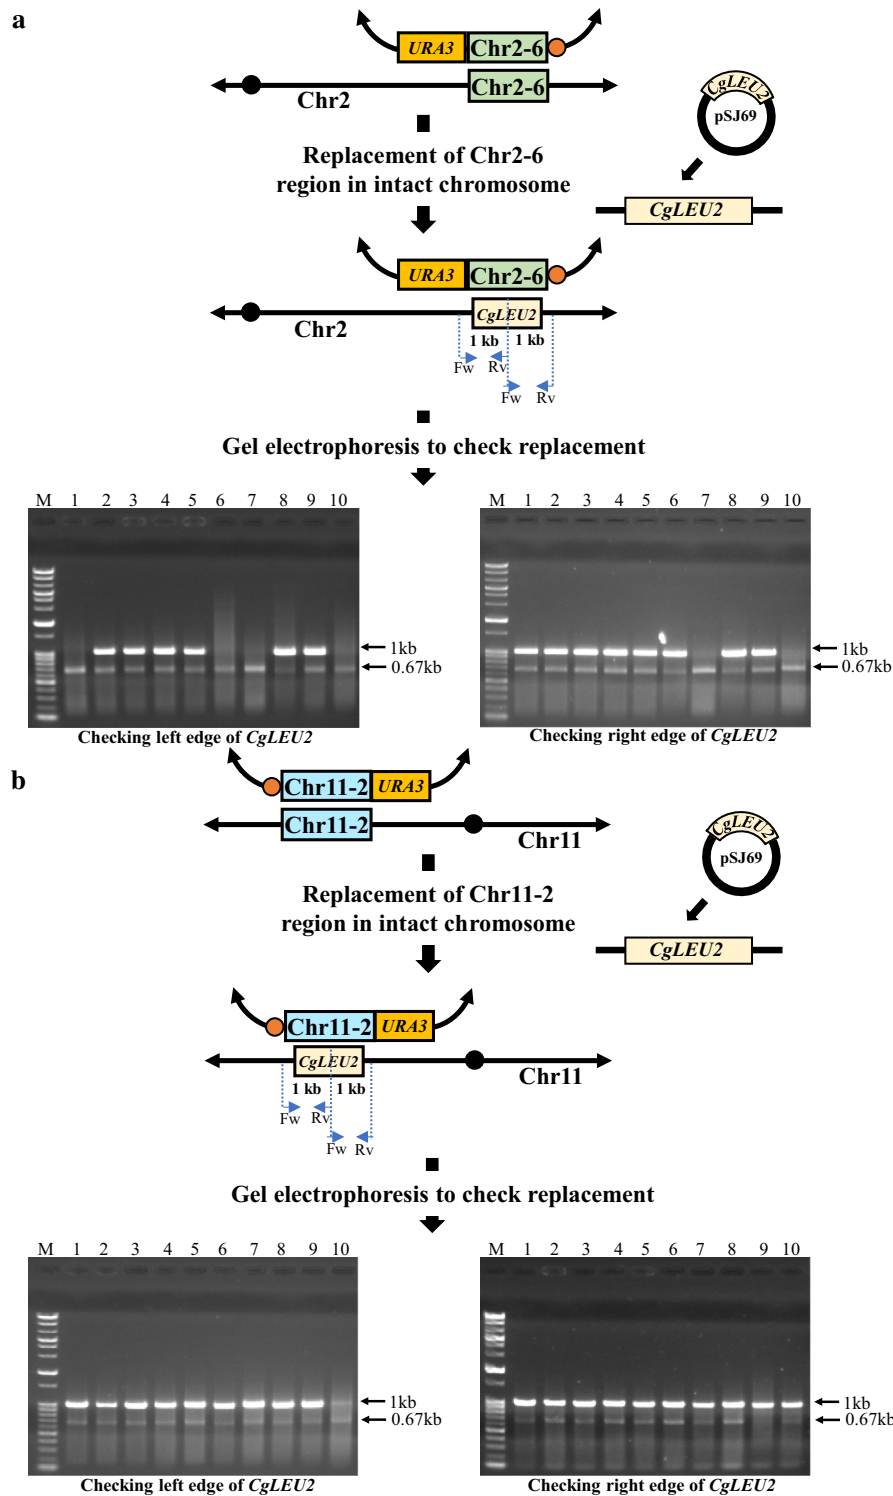 a
URA3 Chr2-6
Chr2-6
Chr2
CgLEU2
pSJ69
Replacement of Chr2-6
region in intact chromosome
CgLEU2
URA3 Chr2-6
CgLEU2
Chr2
1 kb 1 kb
Fw Rv
Fw Rv
Gel electrophoresis to check replacement
M 1 2 3 4 5 6 7 8 9 10
1kb
0.67kb
Checking left edge of CgLEU2
M 1 2 3 4 5 6 7 8 9 10
1kb
0.67kb
Checking right edge of CgLEU2
b
Chr11-2 URA3
Chr11-2
Chr11
CgLEU2
pSJ69
Replacement of Chr11-2
region in intact chromosome
CgLEU2
Chr11-2 URA3
CgLEU2
Chr11
1 kb 1 kb
Fw Rv
Fw Rv
Gel electrophoresis to check replacement
M 1 2 3 4 5 6 7 8 9 10
1kb
0.67kb
Checking left edge of CgLEU2
M 1 2 3 4 5 6 7 8 9 10
1kb
0.67kb
Checking right edge of CgLEU2